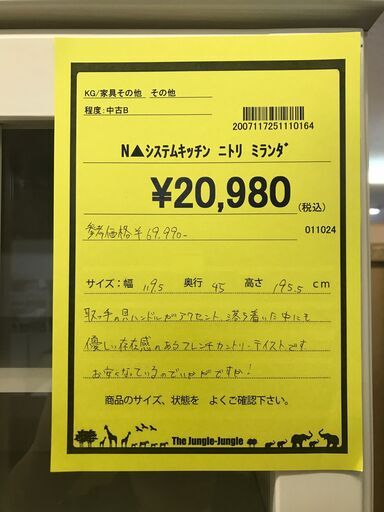 KG/家具その他 その他
程度:中古B
2007117251110164
N▲システムキッチン ニトリ ミランダ
¥20,980(税込)
参考価格¥69,990-
011024
サイズ:幅 119.5 奥行 45 高さ 195.5 cm
取っ手の貝ハンドルがアクセント、落ち着いた中にも
優しい存在感のあるフレンチカントリーテイストです
お安くなっているのでいかがですか!
商品のサイズ、状態を よくご確認下さい。
The Jungle-Jungle